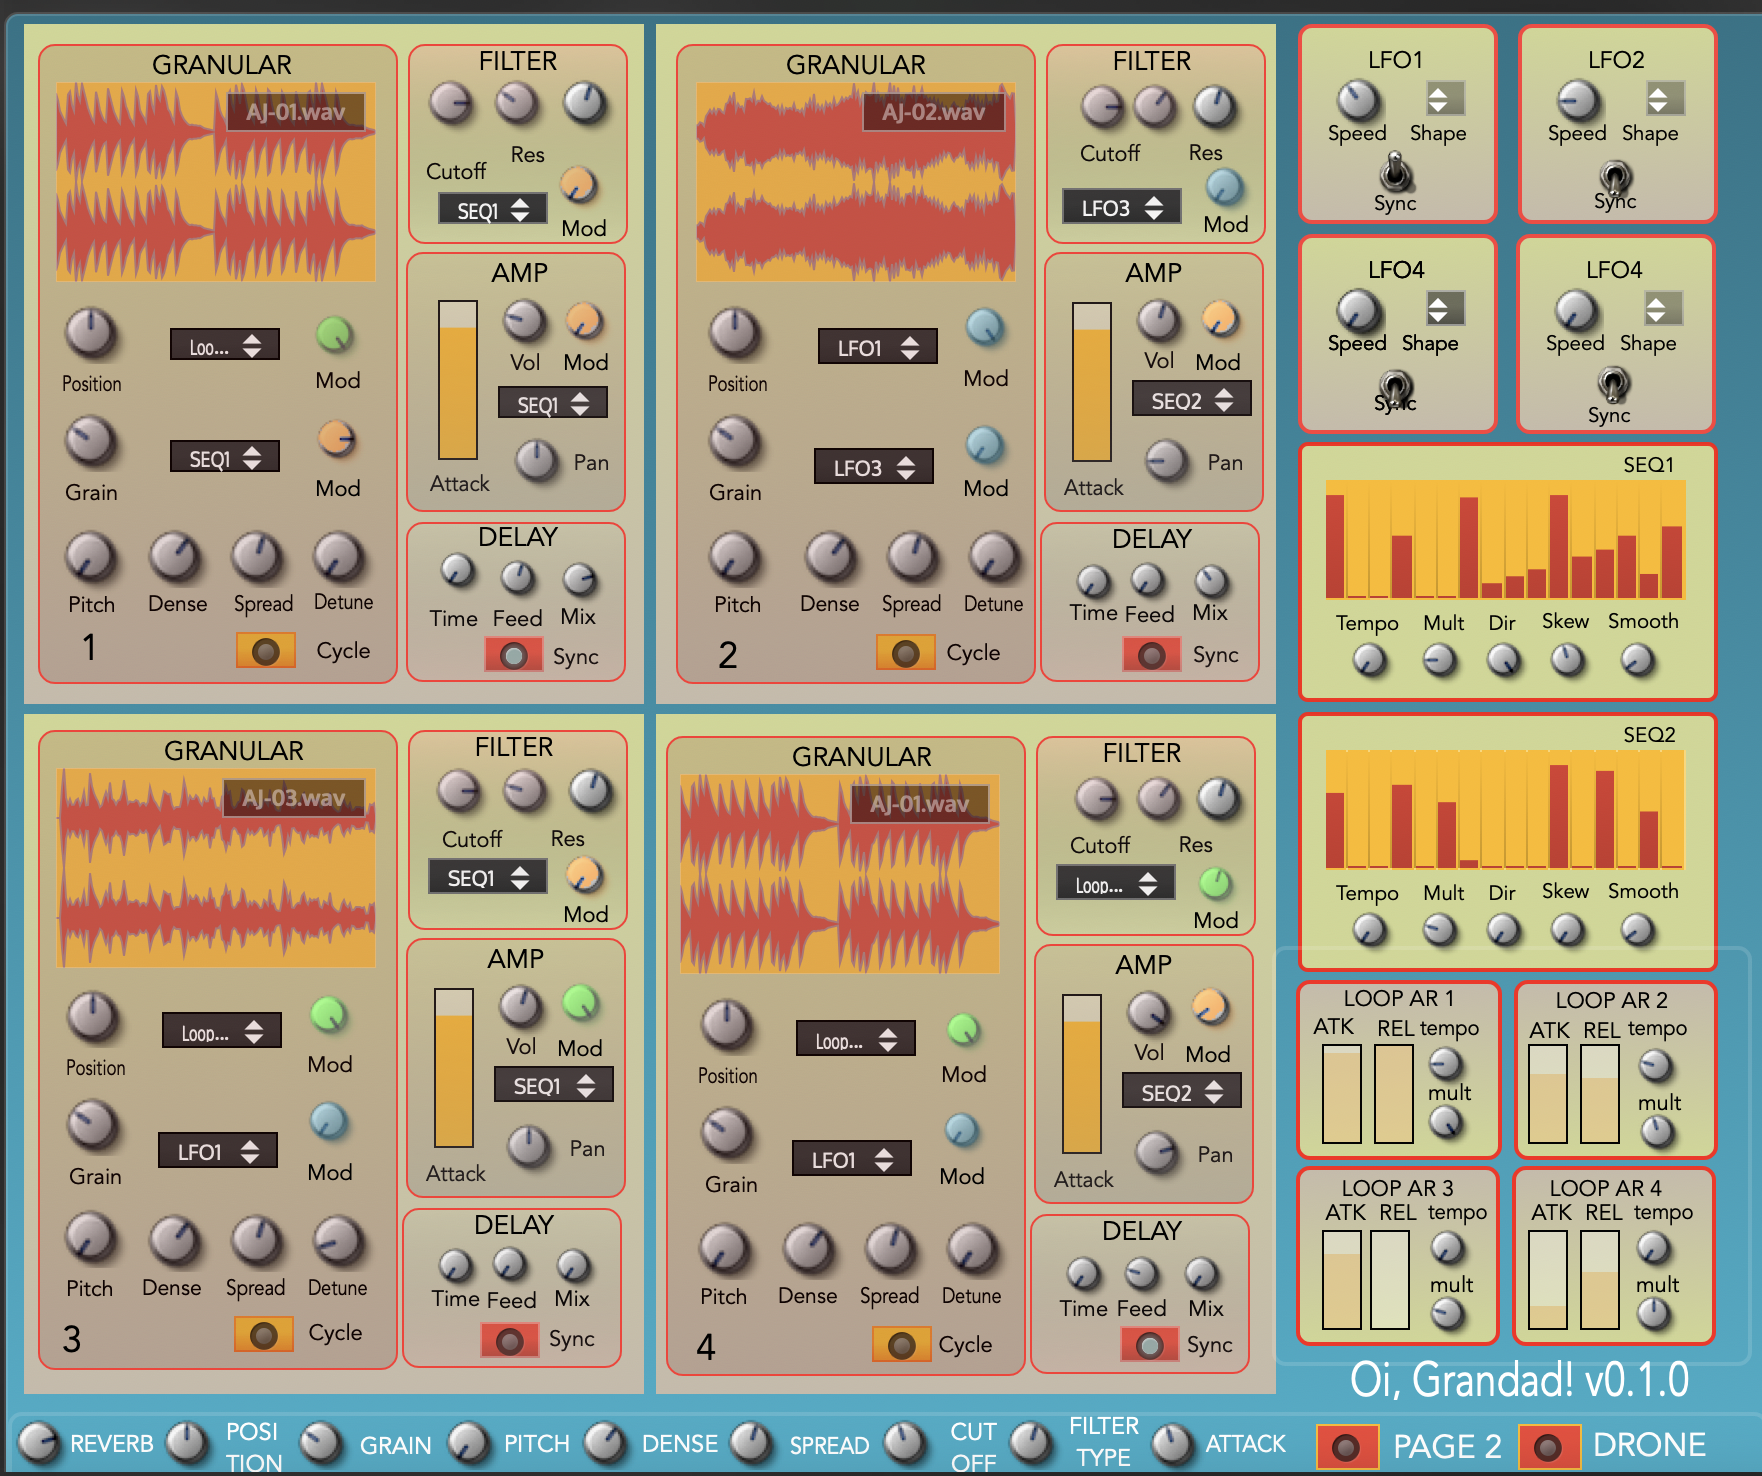 GRANULAR
AJ-01.wav
Position
Loo...
Mod
Grain
SEQ1
Mod
Pitch Dense Spread Detune
1
Cycle
FILTER
Res
Cutoff
SEQ1
Mod
AMP
Vol Mod
SEQ1
Pan
Attack
DELAY
Time Feed Mix
Sync
GRANULAR
AJ-02.wav
Position
LFO1
Mod
Grain
LFO3
Mod
Pitch Dense Spread Detune
2
Cycle
FILTER
Cutoff Res
LFO3
Mod
AMP
Vol Mod
SEQ2
Pan
Attack
DELAY
Time Feed Mix
Sync
LFO1
Speed Shape
Sync
LFO2
Speed Shape
Sync
LFO4
Speed Shape
Sync
LFO4
Speed Shape
Sync
SEQ1
Tempo Mult Dir Skew Smooth
SEQ2
Tempo Mult Dir Skew Smooth
GRANULAR
AJ-03.wav
Position
Loop...
Mod
Grain
LFO1
Mod
Pitch Dense Spread Detune
3
Cycle
FILTER
Cutoff Res
SEQ1
Mod
AMP
Vol Mod
SEQ1
Pan
Attack
DELAY
Time Feed Mix
Sync
GRANULAR
AJ-01.wav
Position
Loop...
Mod
Grain
LFO1
Mod
Pitch Dense Spread Detune
4
Cycle
FILTER
Cutoff Res
Loop...
Mod
AMP
Vol Mod
SEQ2
Pan
Attack
DELAY
Time Feed Mix
Sync
LOOP AR 1
ATK REL tempo
mult
LOOP AR 2
ATK REL tempo
mult
LOOP AR 3
ATK REL tempo
mult
LOOP AR 4
ATK REL tempo
mult
Oi, Grandad! v0.1.0
REVERB
POSI
TION
GRAIN
PITCH
DENSE
SPREAD
CUT
OFF
FILTER
TYPE
ATTACK
PAGE 2
DRONE